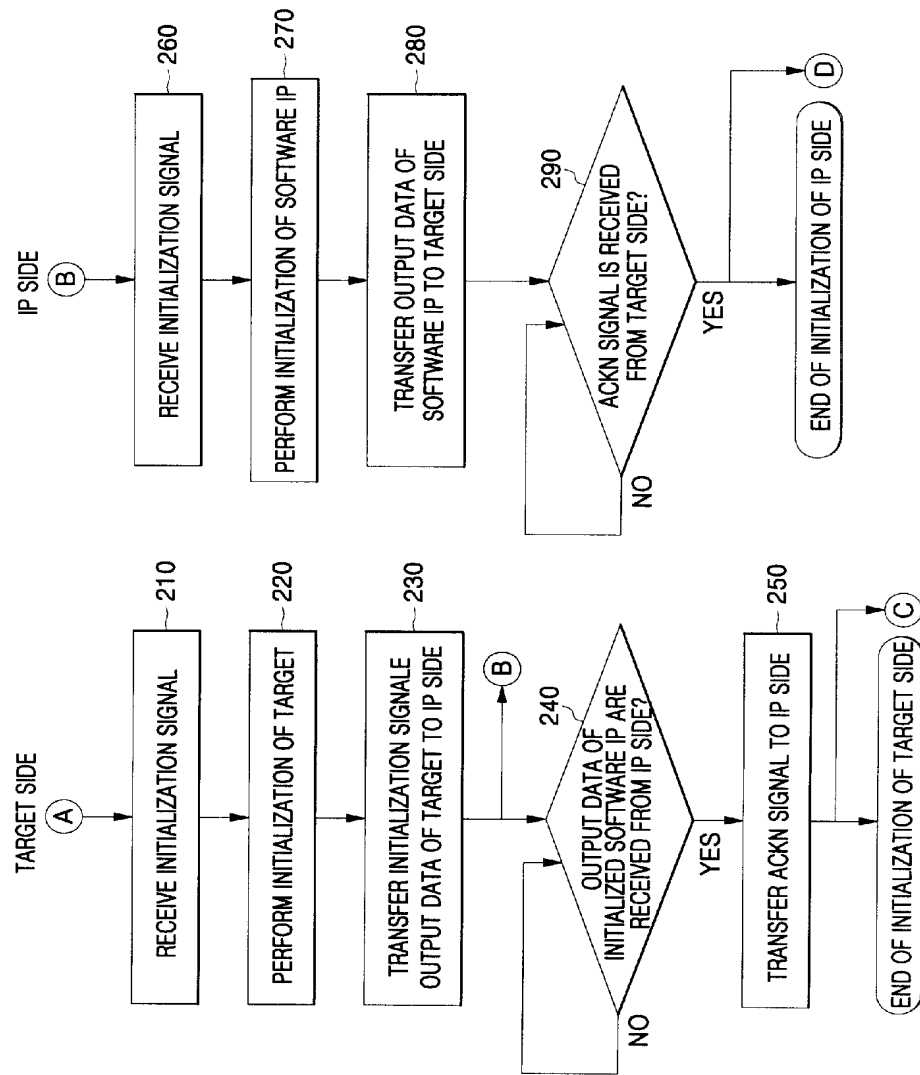 TARGET SIDE
A
RECEIVE INITIALIZATION SIGNAL
210
PERFORM INITIALIZATION OF TARGET
220
TRANSFER INITIALIZATION SIGNALE
OUTPUT DATA OF TARGET TO IP SIDE
230
B
240
OUTPUT DATA OF
INITIALIZED SOFTWARE IP ARE
RECEIVED FROM IP SIDE?
NO
YES
TRANSFER ACKN SIGNAL TO IP SIDE
250
C
END OF INITIALIZATION OF TARGET SIDE
IP SIDE
B
RECEIVE INITIALIZATION SIGNAL
260
PERFORM INITIALIZATION OF SOFTWARE IP
270
TRANSFER OUTPUT DATA OF
SOFTWARE IP TO TARGET SIDE
280
290
ACKN SIGNAL IS RECEIVED
FROM TARGET SIDE?
NO
YES
D
END OF INITIALIZATION OF IP SIDE